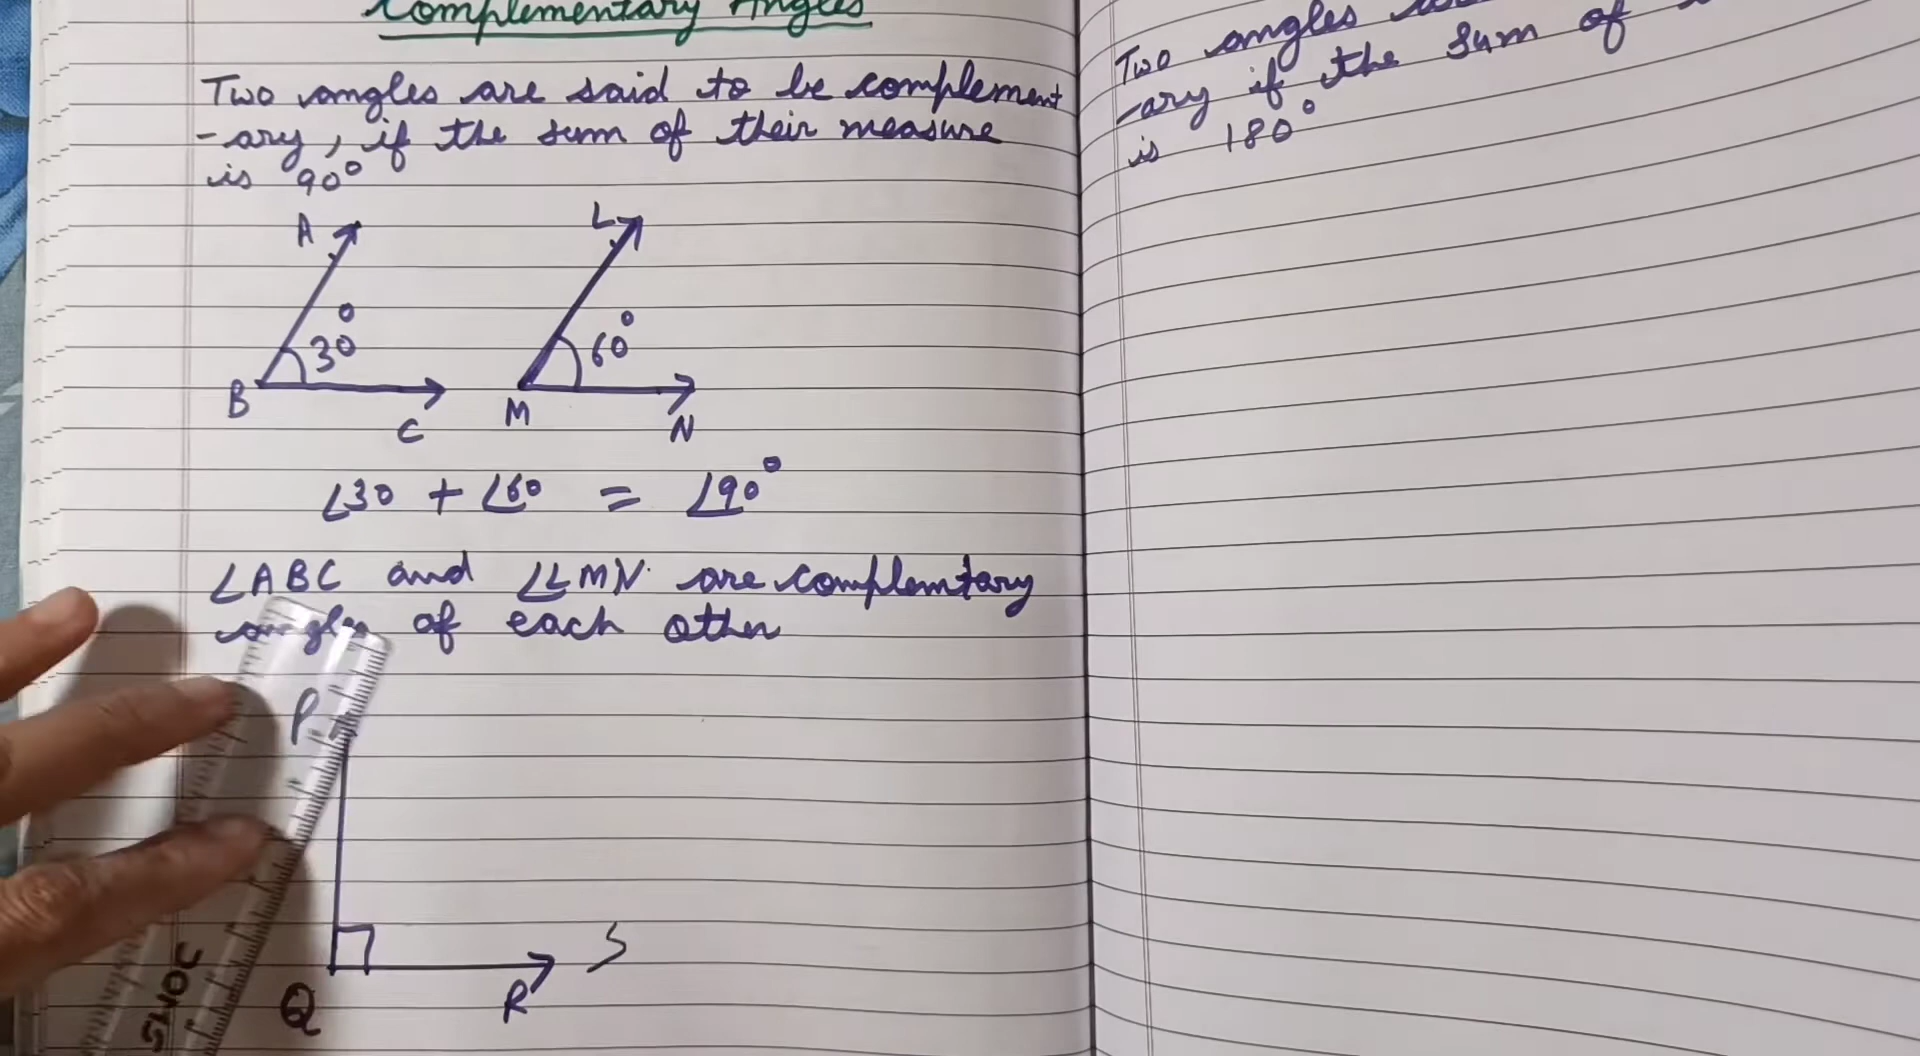 Complementary Angles
Two angles are said to be complement
-ary, if the sum of their measure
is 90°
A
L
30°
60°
B
C
M
N
∠30 + ∠60 = ∠90°
∠ABC and ∠LMN are complemtary
angles of each other
P
S
Q
R
Two angles
-ary if the sum of
is 180°